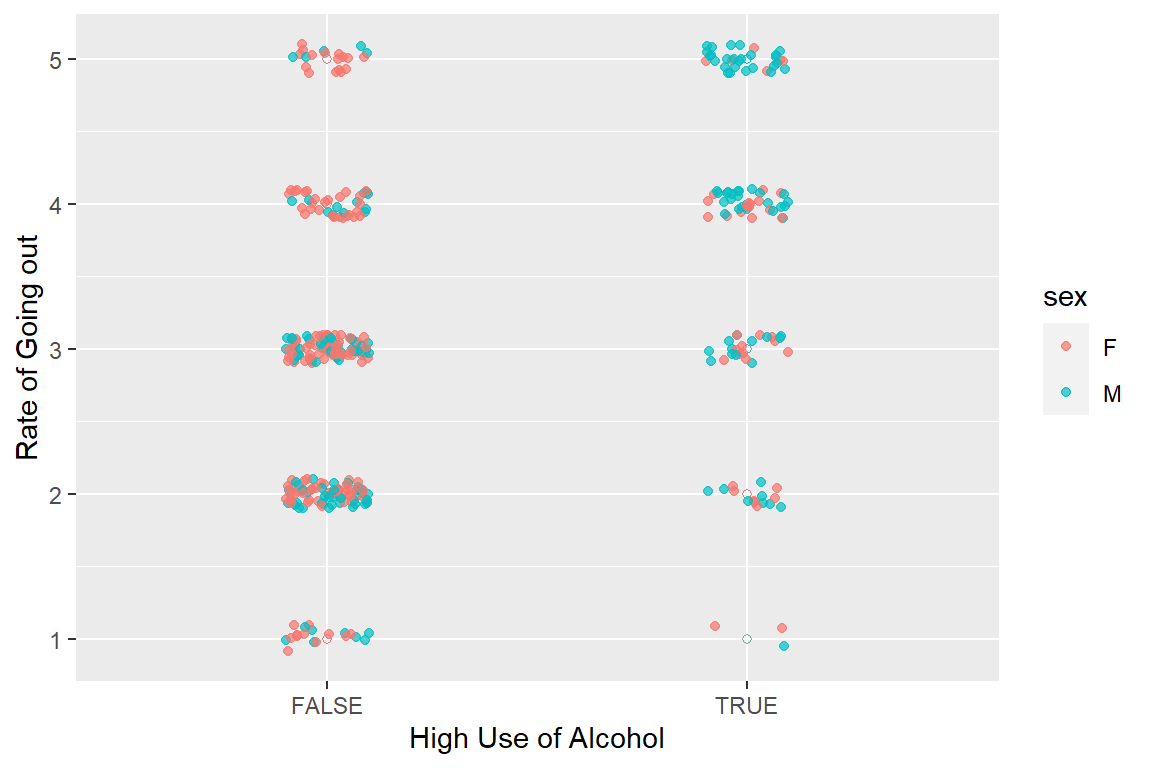 Rate of Going out
5
4
3
2
1
FALSE
TRUE
High Use of Alcohol
sex
F
M